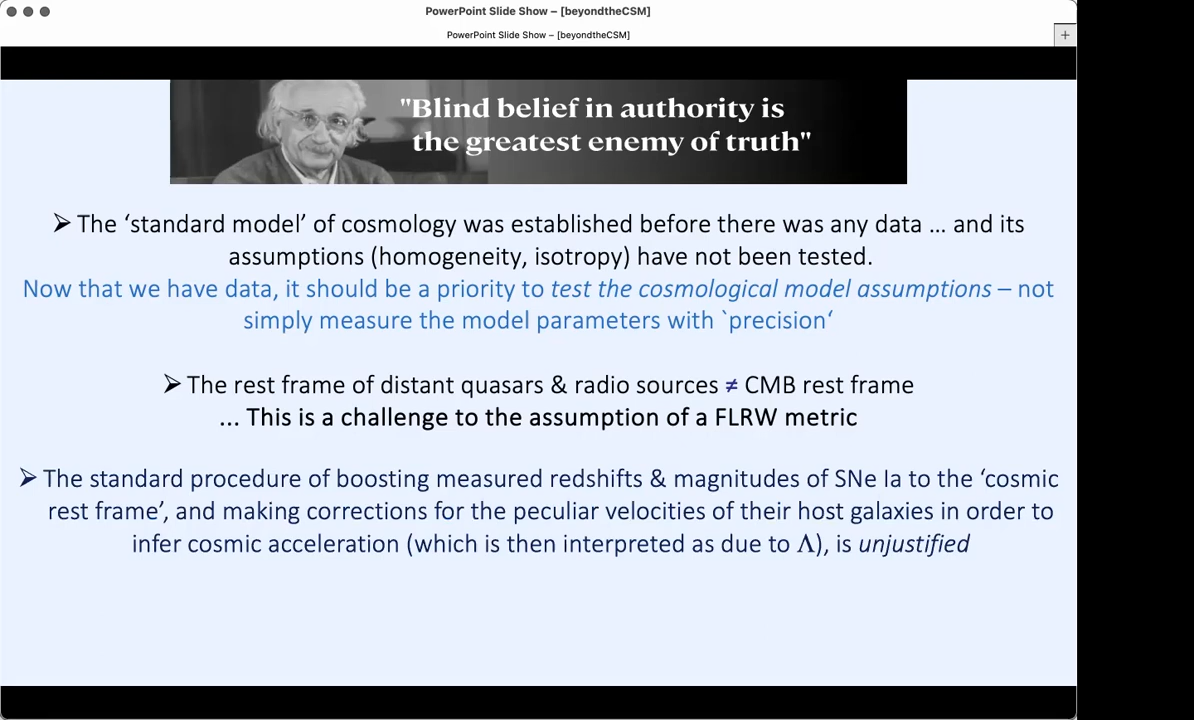 PowerPoint Slide Show – [beyondtheCSM]
PowerPoint Slide Show – [beyondtheCSM]
+
"Blind belief in authority is
the greatest enemy of truth"
➢ The ‘standard model’ of cosmology was established before there was any data … and its
assumptions (homogeneity, isotropy) have not been tested.
Now that we have data, it should be a priority to test the cosmological model assumptions – not
simply measure the model parameters with `precision‘
➢ The rest frame of distant quasars & radio sources ≠ CMB rest frame
… This is a challenge to the assumption of a FLRW metric
➢ The standard procedure of boosting measured redshifts & magnitudes of SNe Ia to the ‘cosmic
rest frame’, and making corrections for the peculiar velocities of their host galaxies in order to
infer cosmic acceleration (which is then interpreted as due to Λ), is unjustified